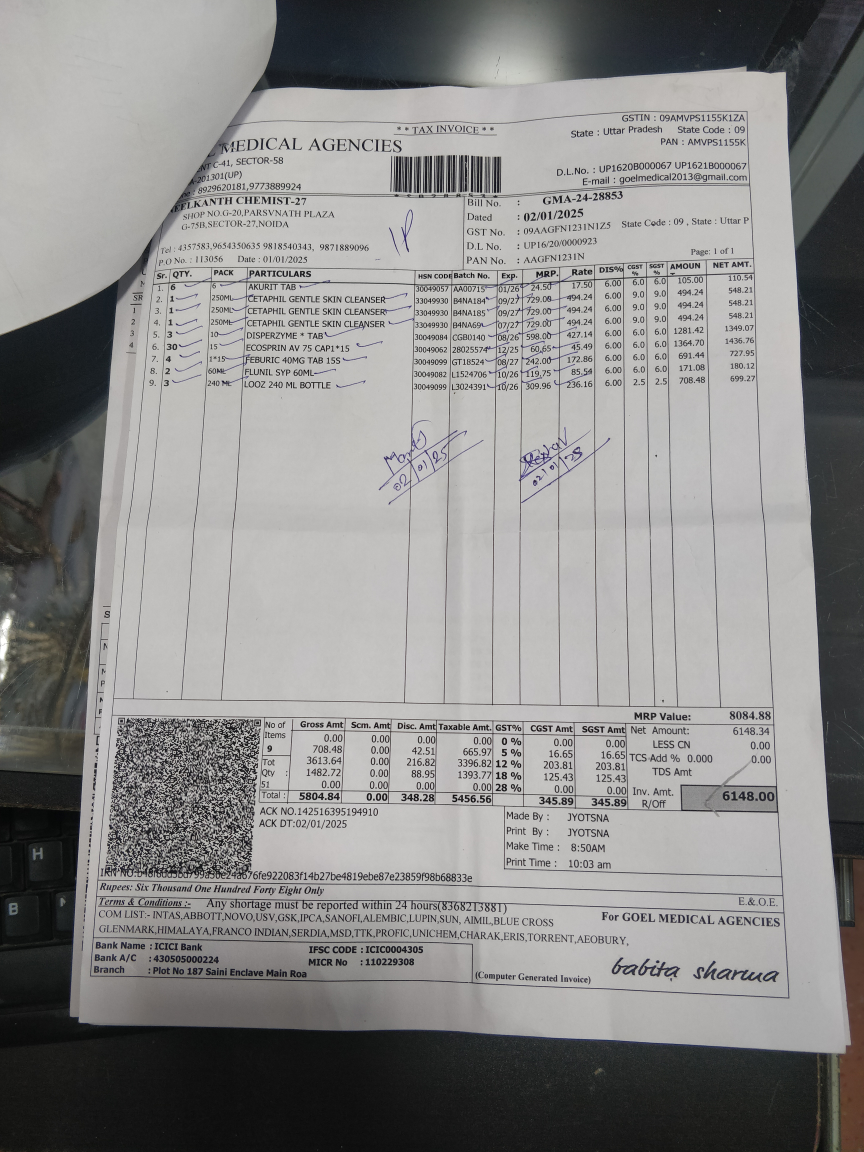 * * TAX INVOICE * *
GSTIN : 09AMVPS1155K1ZA
State : Uttar Pradesh State Code : 09
PAN : AMVPS1155K
L MEDICAL AGENCIES
C-41, SECTOR-58
201301(UP)
8929620181,9773889924
D.L.No. : UP1620B000067 UP1621B000067
E-mail : goelmedical2013@gmail.com
EELKANTH CHEMIST-27
SHOP NO.G-20,PARSVNATH PLAZA
G-75B,SECTOR-27,NOIDA
Tel : 4357583,9654350635 9818540343, 9871889096
P.O No. : 113056 Date : 01/01/2025
Bill No. : GMA-24-28853
Dated : 02/01/2025
GST No. : 09AAGFN1231N1Z5 State Code : 09 , State : Uttar P
D.L No. : UP16/20/0000923
PAN No. : AAGFN1231N
Page: 1 of 1
Sr. QTY. PACK PARTICULARS HSN CODE Batch No. Exp. MRP. Rate DIS% CGST % SGST % AMOUN T NET AMT.
1. 6 6 AKURIT TAB 30049057 AA00715 01/26 24.50 17.50 6.00 6.0 6.0 105.00 110.54
2. 1 250ML CETAPHIL GENTLE SKIN CLEANSER 33049930 B4NA184 09/27 729.00 494.24 6.00 9.0 9.0 494.24 548.21
3. 1 250ML CETAPHIL GENTLE SKIN CLEANSER 33049930 B4NA185 09/27 729.00 494.24 6.00 9.0 9.0 494.24 548.21
4. 1 250ML CETAPHIL GENTLE SKIN CLEANSER 33049930 B4NA69 07/27 729.00 494.24 6.00 9.0 9.0 494.24 548.21
5. 3 10 DISPERZYME * TAB 30049084 CGB0140 08/26 598.00 427.14 6.00 6.0 6.0 1281.42 1349.07
6. 30 15 ECOSPRIN AV 75 CAP1*15 30049062 28025574 12/25 60.65 45.49 6.00 6.0 6.0 1364.70 1436.76
7. 4 1*15 FEBURIC 40MG TAB 15S 30049099 GT18524 08/27 242.00 172.86 6.00 6.0 6.0 691.44 727.95
8. 2 60ML FLUNIL SYP 60ML 30049082 L1524706 10/26 119.75 85.54 6.00 6.0 6.0 171.08 180.12
9. 3 240 ML LOOZ 240 ML BOTTLE 30049099 L3024391 10/26 309.96 236.16 6.00 2.5 2.5 708.48 699.27
02/01/25
02/01/25
MRP Value: 8084.88
No of Items 9 Tot Qty : 51
Gross Amt Scm. Amt Disc. Amt Taxable Amt. GST% CGST Amt SGST Amt
0.00 0.00 0.00 0.00 0 % 0.00 0.00
708.48 0.00 42.51 665.97 5 % 16.65 16.65
3613.64 0.00 216.82 3396.82 12 % 203.81 203.81
1482.72 0.00 88.95 1393.77 18 % 125.43 125.43
0.00 0.00 0.00 0.00 28 % 0.00 0.00
Total : 5804.84 0.00 348.28 5456.56 345.89 345.89
Net Amount: 6148.34
LESS CN 0.00
TCS Add % 0.000 0.00
TDS Amt
Inv. Amt. R/Off 6148.00
ACK NO.142516395194910
ACK DT:02/01/2025
Made By : JYOTSNA
Print By : JYOTSNA
Make Time : 8:50AM
Print Time : 10:03 am
Rupees: Six Thousand One Hundred Forty Eight Only
Terms & Conditions :- Any shortage must be reported within 24 hours(8368213881)
E.&O.E.
COM LIST:- INTAS,ABBOTT,NOVO,USV,GSK,IPCA,SANOFI,ALEMBIC,LUPIN,SUN, AIMIL,BLUE CROSS
GLENMARK,HIMALAYA,FRANCO INDIAN,SERDIA,MSD,TTK,PROFIC,UNICHEM,CHARAK,ERIS,TORRENT,AEOBURY,
For GOEL MEDICAL AGENCIES
Bank Name : ICICI Bank IFSC CODE : ICIC0004305
Bank A/C : 430505000224 MICR No : 110229308
Branch : Plot No 187 Saini Enclave Main Roa
(Computer Generated Invoice)
babita sharma
H
B